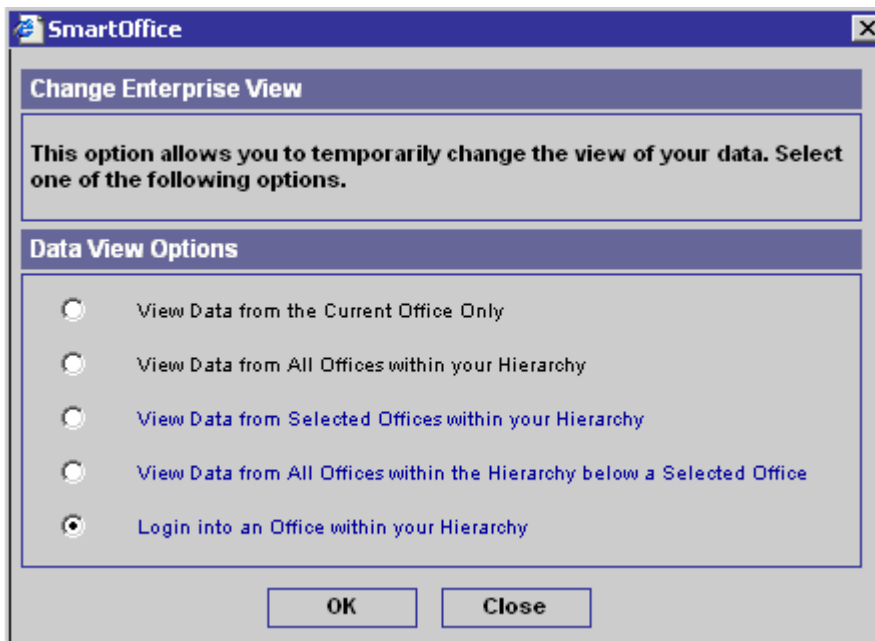 SmartOffice
Change Enterprise View
This option allows you to temporarily change the view of your data. Select
one of the following options.
Data View Options
View Data from the Current Office Only
View Data from All Offices within your Hierarchy
View Data from Selected Offices within your Hierarchy
View Data from All Offices within the Hierarchy below a Selected Office
Login into an Office within your Hierarchy
OK
Close